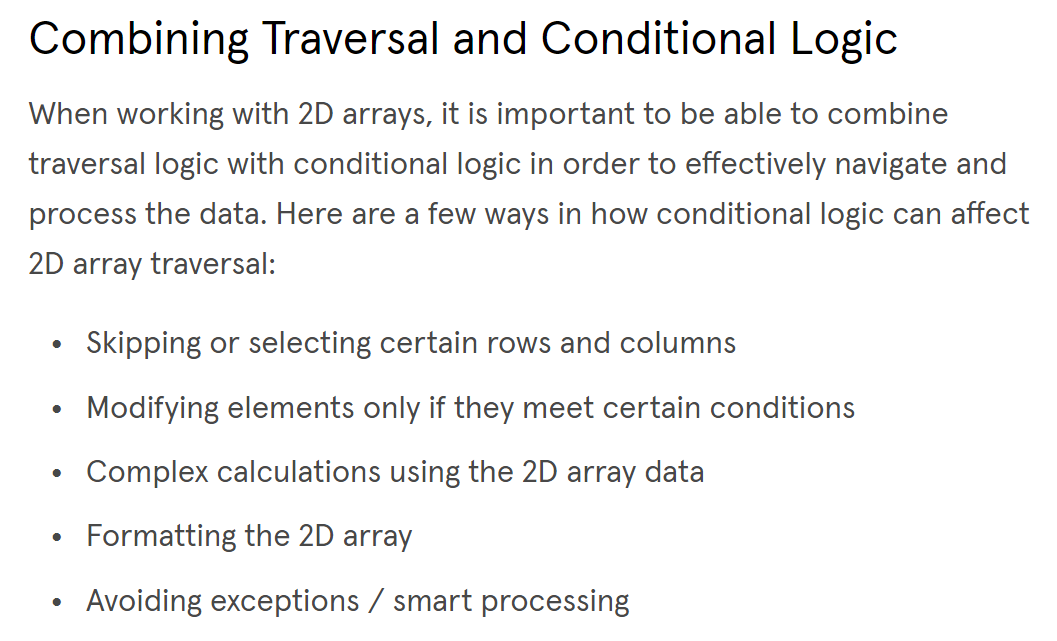 Combining Traversal and Conditional Logic
When working with 2D arrays, it is important to be able to combine
traversal logic with conditional logic in order to effectively navigate and
process the data. Here are a few ways in how conditional logic can affect
2D array traversal:
• Skipping or selecting certain rows and columns
• Modifying elements only if they meet certain conditions
• Complex calculations using the 2D array data
• Formatting the 2D array
• Avoiding exceptions / smart processing